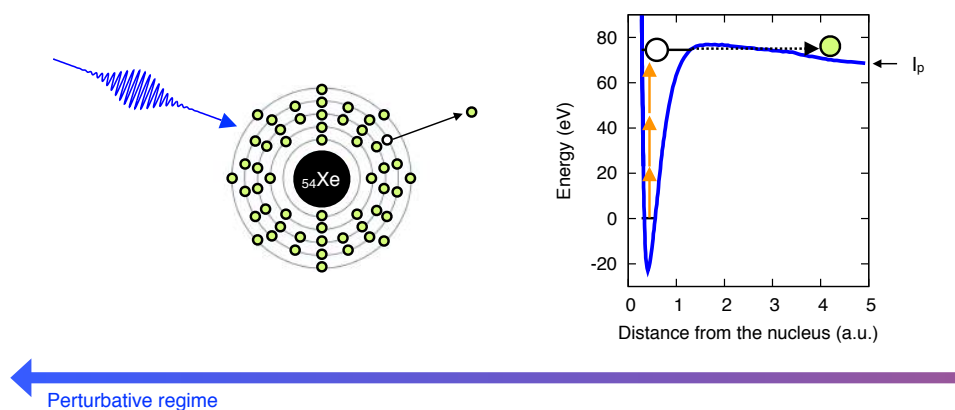 54Xe
80
60
40
20
0
-20
Energy (eV)
0 1 2 3 4 5
Distance from the nucleus (a.u.)
Ip
Perturbative regime